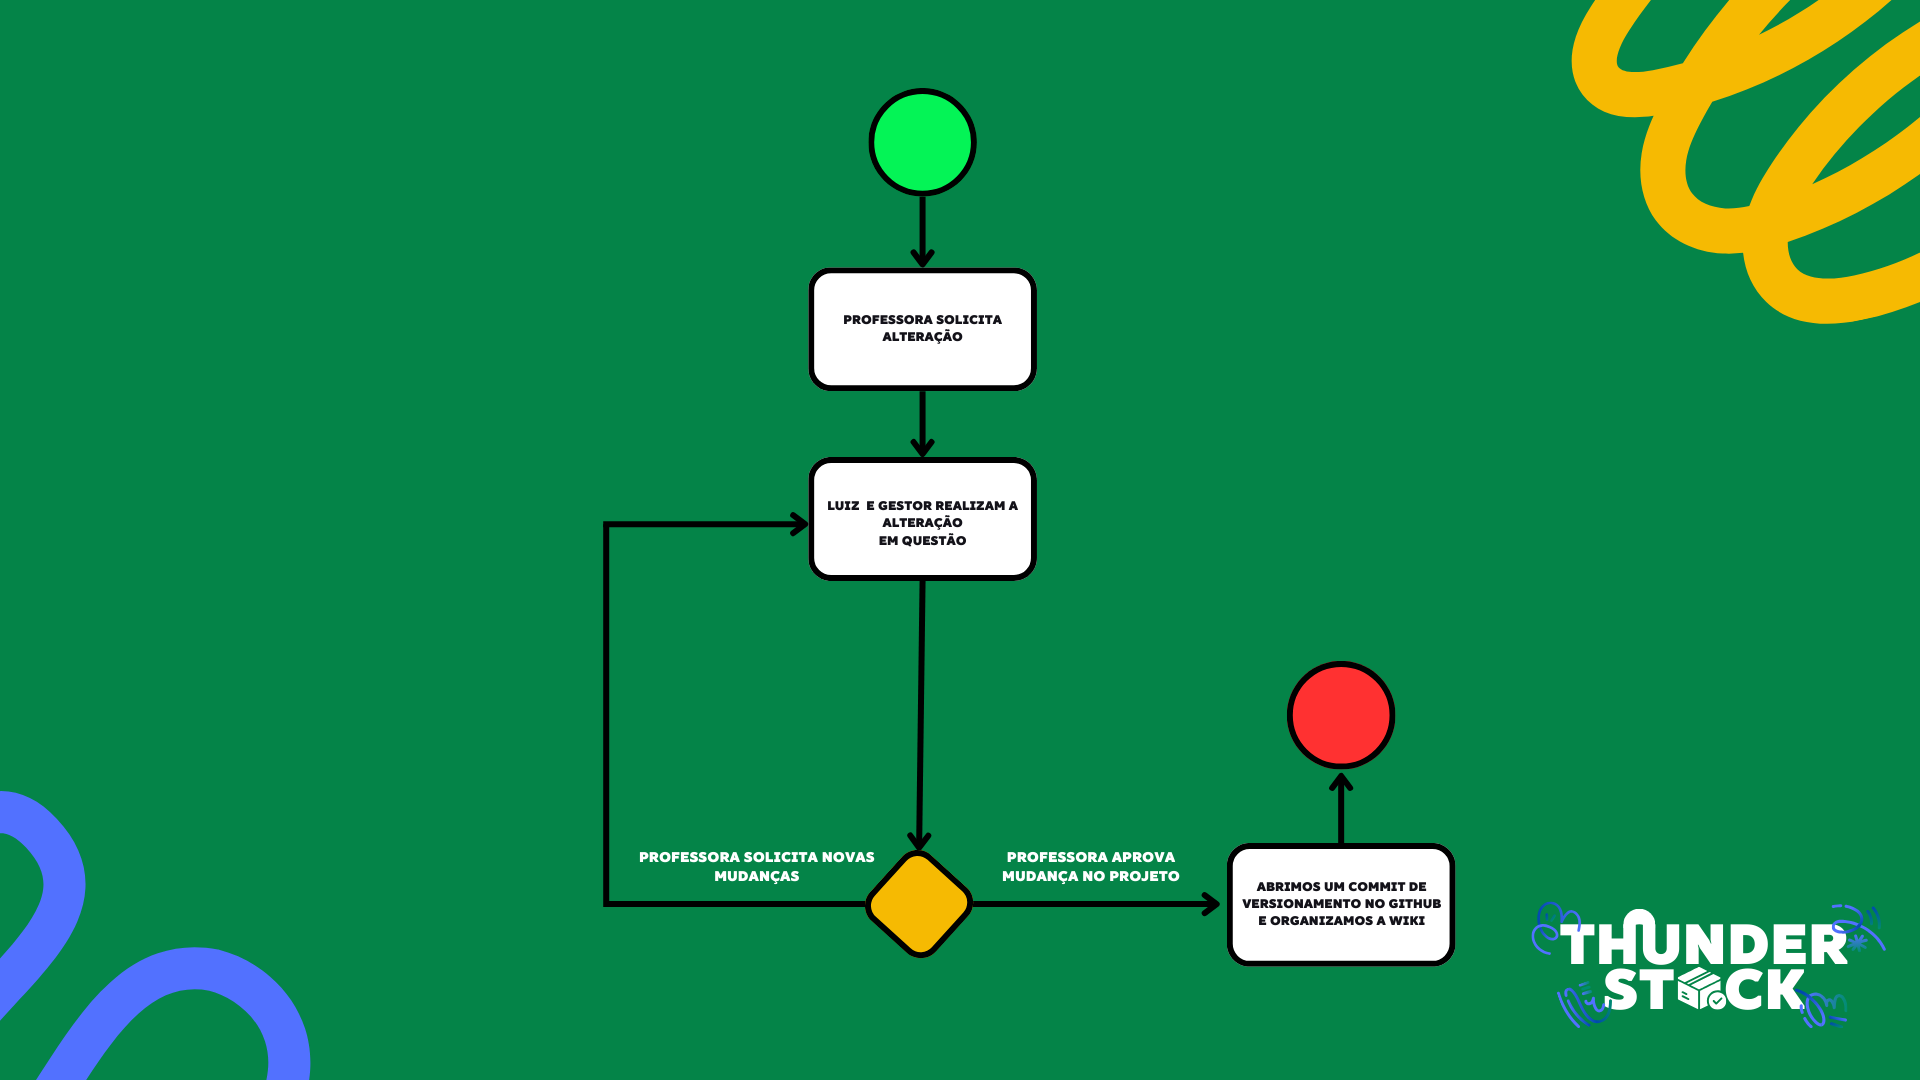 PROFESSORA SOLICITA
ALTERAÇÃO
LUIZ  E GESTOR REALIZAM A
ALTERAÇÃO
EM QUESTÃO
PROFESSORA SOLICITA NOVAS
MUDANÇAS
PROFESSORA APROVA
MUDANÇA NO PROJETO
ABRIMOS UM COMMIT DE
VERSIONAMENTO NO GITHUB
E ORGANIZAMOS A WIKI
THUNDER
STOCK